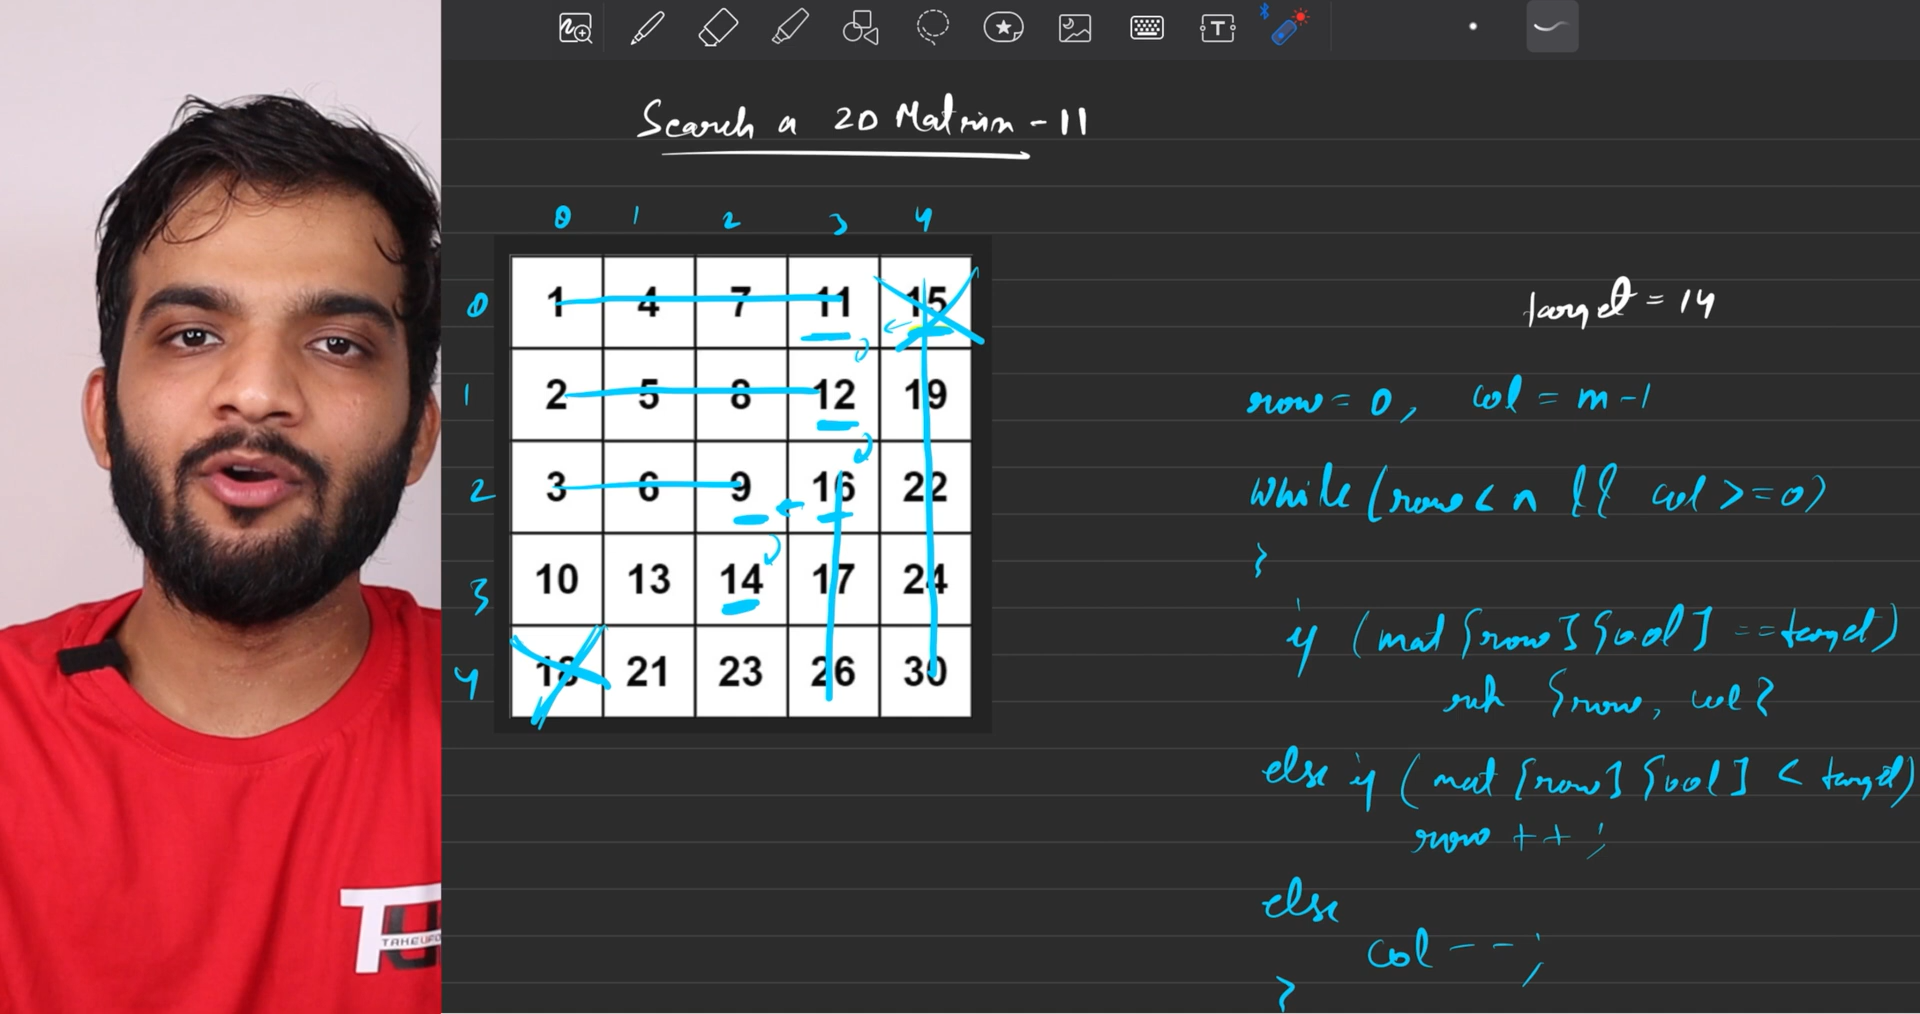 Search a 2D Matrix - II
0 1 2 3 4
0 1 4 7 11 15
1 2 5 8 12 19
2 3 6 9 16 22
3 10 13 14 17 24
4 18 21 23 26 30
target = 14
row = 0, col = m-1
while (row < n && col >= 0)
{
if (mat[row][col] == target)
ret {row, col}
else if (mat[row][col] < target)
row ++ ;
else
col -- ;
}
T
TAKEUFO